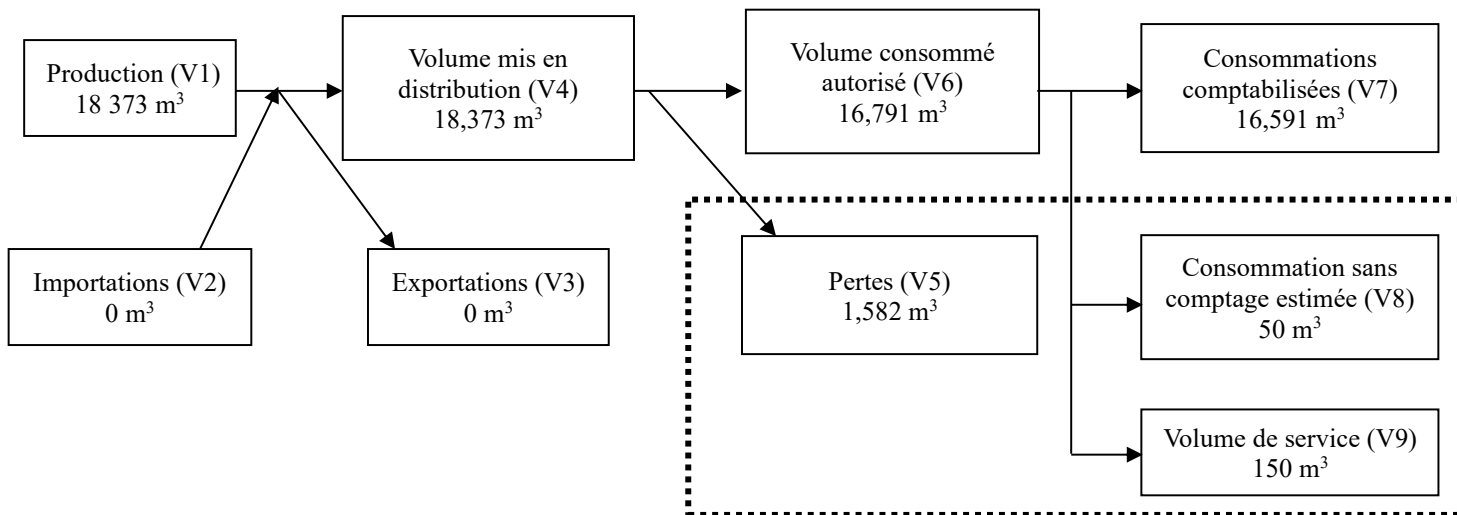 Production (V1)
18 373 m³
Volume mis en
distribution (V4)
18,373 m³
Volume consommé
autorisé (V6)
16,791 m³
Consommations
comptabilisées (V7)
16,591 m³
Importations (V2)
0 m³
Exportations (V3)
0 m³
Pertes (V5)
1,582 m³
Consommation sans
comptage estimée (V8)
50 m³
Volume de service (V9)
150 m³